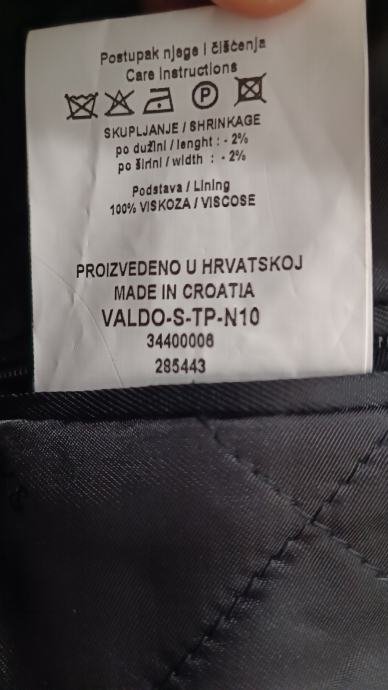 Postupak njege i čišćenja
Care instructions
P
SKUPLJANJE / SHRINKAGE
po dužini / lenght : - 2%
po širini / width : - 2%
Podstava / Lining
100% VISKOZA / VISCOSE
PROIZVEDENO U HRVATSKOJ
MADE IN CROATIA
VALDO-S-TP-N10
34400006
285443